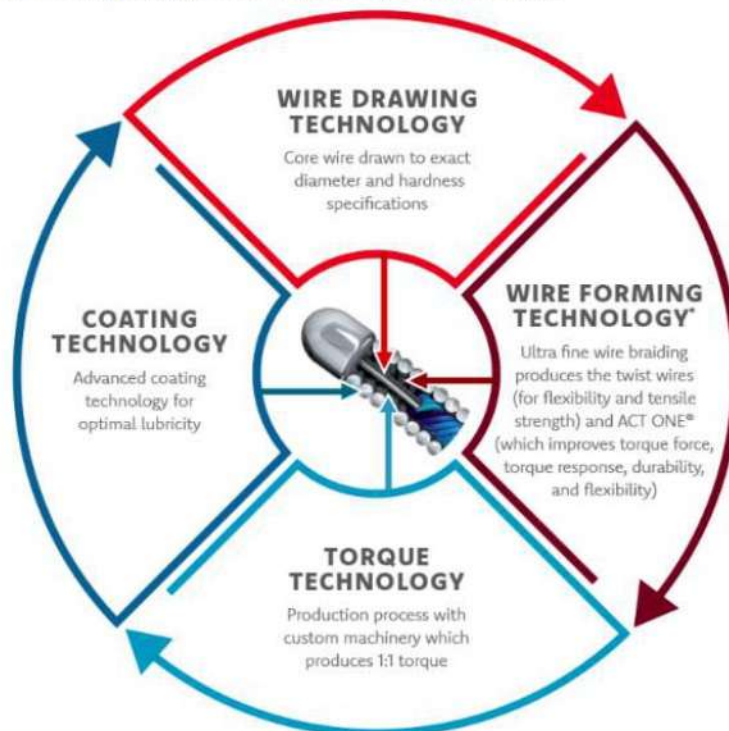 WIRE DRAWING
TECHNOLOGY
Core wire drawn to exact
diameter and hardness
specifications
WIRE FORMING
TECHNOLOGY*
Ultra fine wire braiding
produces the twist wires
(for flexibility and tensile
strength) and ACT ONE®
(which improves torque force,
torque response, durability,
and flexibility)
TORQUE
TECHNOLOGY
Production process with
custom machinery which
produces 1:1 torque
COATING
TECHNOLOGY
Advanced coating
technology for
optimal lubricity